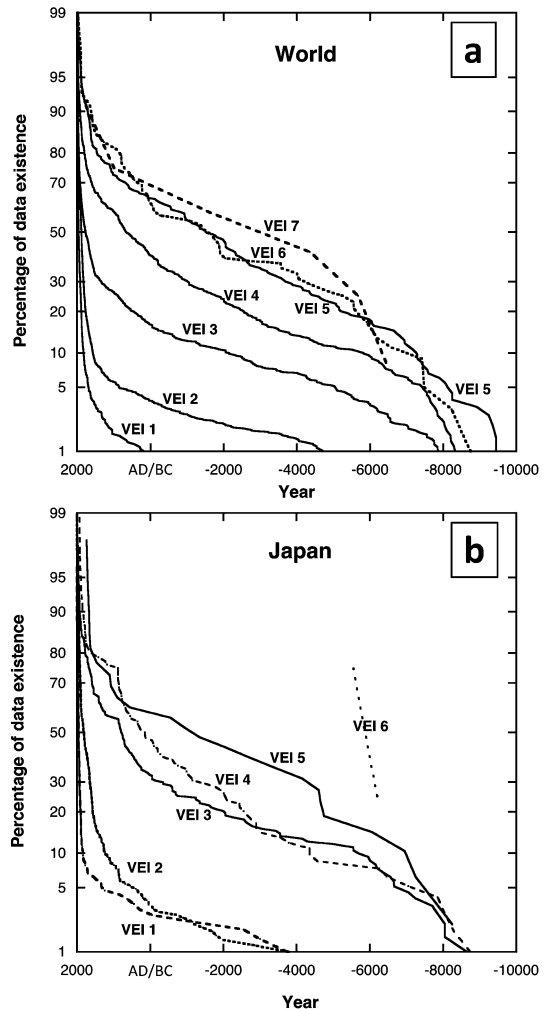 99
95
90
80
70
50
30
20
10
5
1
Percentage of data existence
World
a
VEI 7
VEI 6
VEI 5
VEI 4
VEI 3
VEI 2
VEI 1
VEI 5
2000 AD/BC -2000 -4000 -6000 -8000 -10000
Year
99
95
90
80
70
50
30
20
10
5
1
Percentage of data existence
Japan
b
VEI 6
VEI 5
VEI 4
VEI 3
VEI 2
VEI 1
2000 AD/BC -2000 -4000 -6000 -8000 -10000
Year